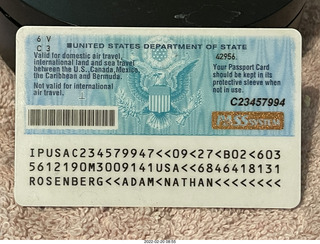 6 V
C 3
UNITED STATES DEPARTMENT OF STATE
Valid for domestic air travel,
international land and sea travel
between the U.S., Canada, Mexico,
the Caribbean and Bermuda.
Not valid for international
air travel.
42956.
Your Passport Card
should be kept in its
protective sleeve when
not in use.
C23457994
PASS SYSTEM
IPUSAC234579947<<09<27<B02<603
5612190M3009141USA<<6846418131
ROSENBERG<<ADAM<NATHAN<<<<<<<<